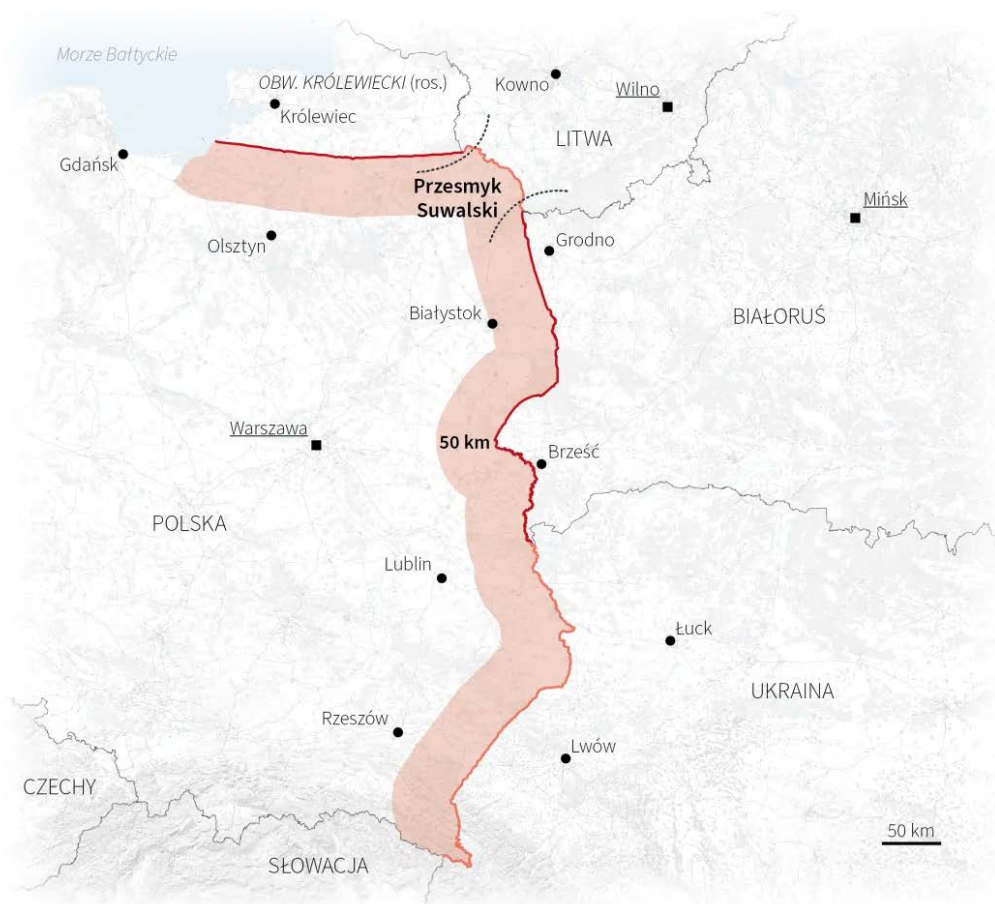 Morze Bałtyckie
OBW. KRÓLEWIECKI (ros.)
Królewiec
Kowno
Wilno
LITWA
Gdańsk
Przesmyk
Suwalski
Mińsk
Olsztyn
Grodno
Białystok
BIAŁORUŚ
Warszawa
50 km
Brześć
POLSKA
Lublin
Łuck
UKRAINA
Rzeszów
Lwów
CZECHY
50 km
SŁOWACJA